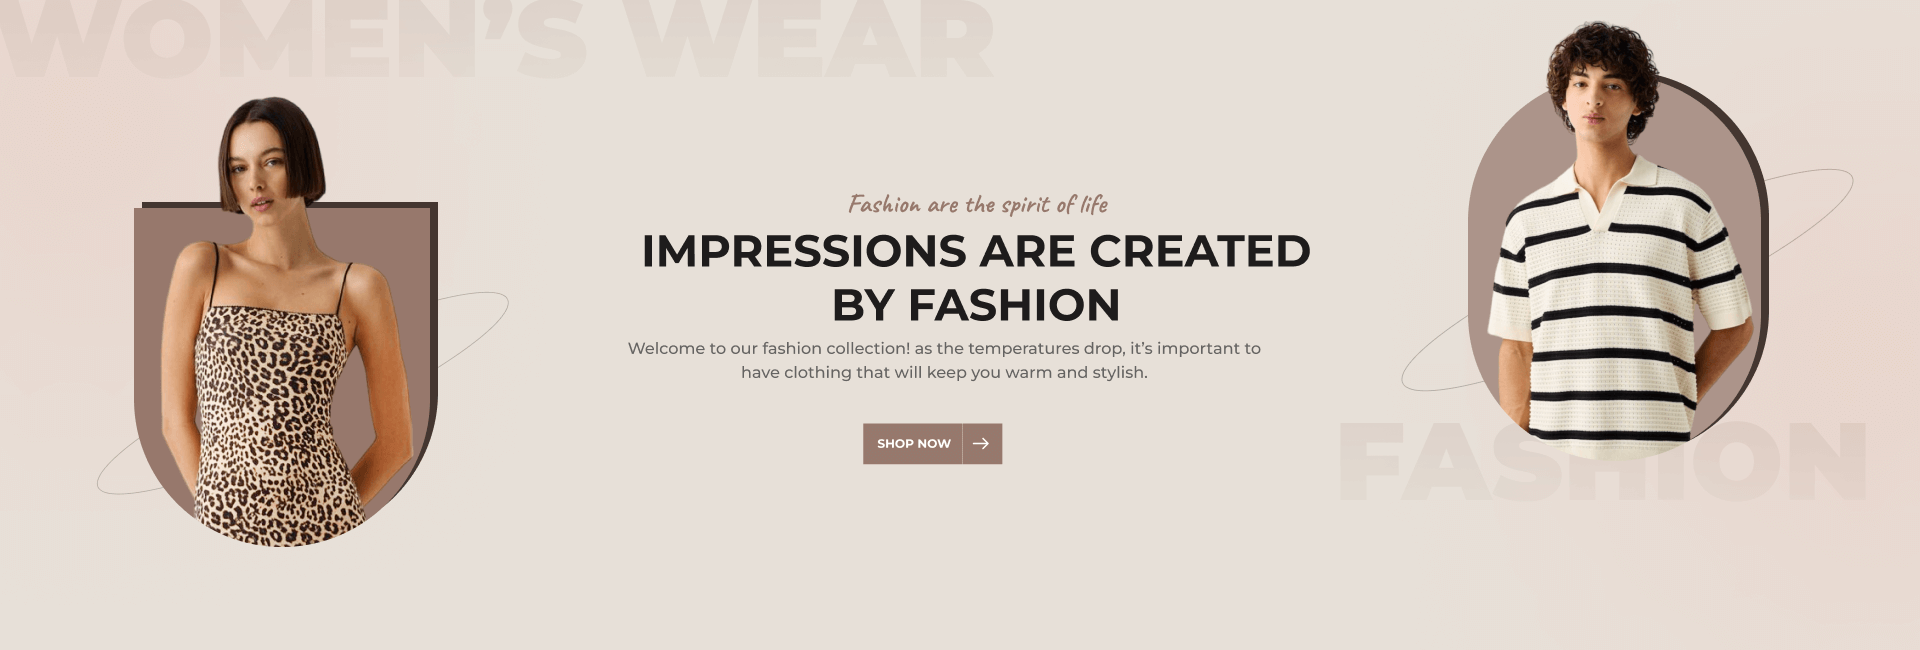 WOMEN’S WEAR
Fashion are the spirit of life
IMPRESSIONS ARE CREATED
BY FASHION
Welcome to our fashion collection! as the temperatures drop, it’s important to
have clothing that will keep you warm and stylish.
SHOP NOW
FASHION